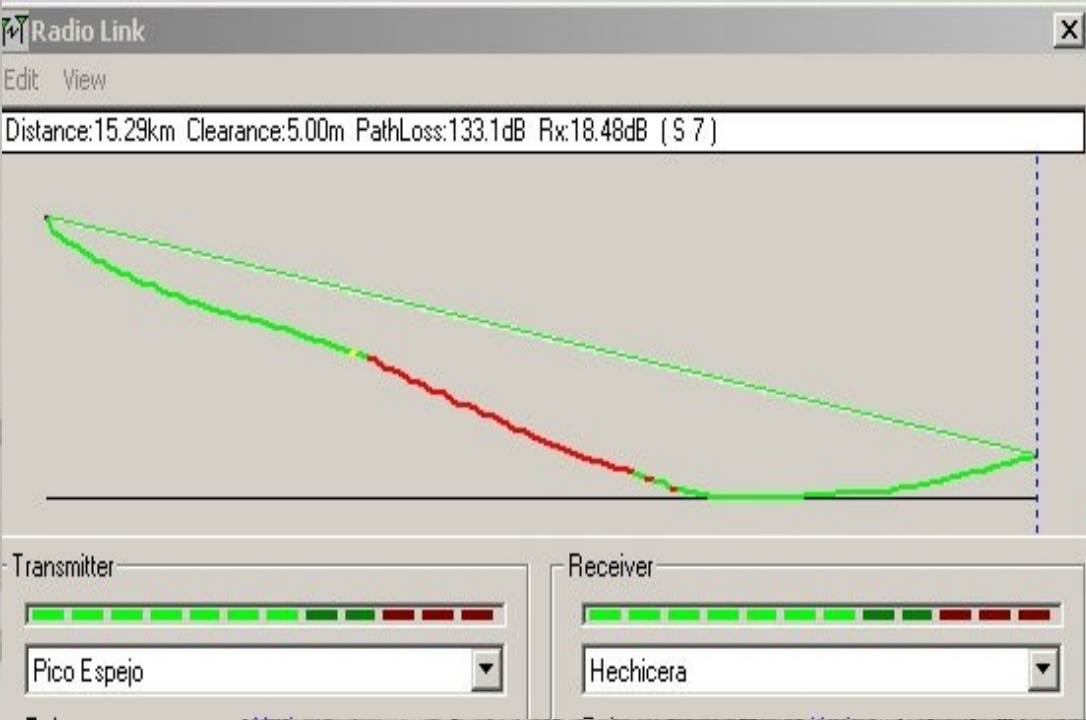 Radio Link
Edit View
Distance:15.29km Clearance:5.00m PathLoss:133.1dB Rx:18.48dB ( S 7 )
Transmitter Receiver
Pico Espejo Hechicera